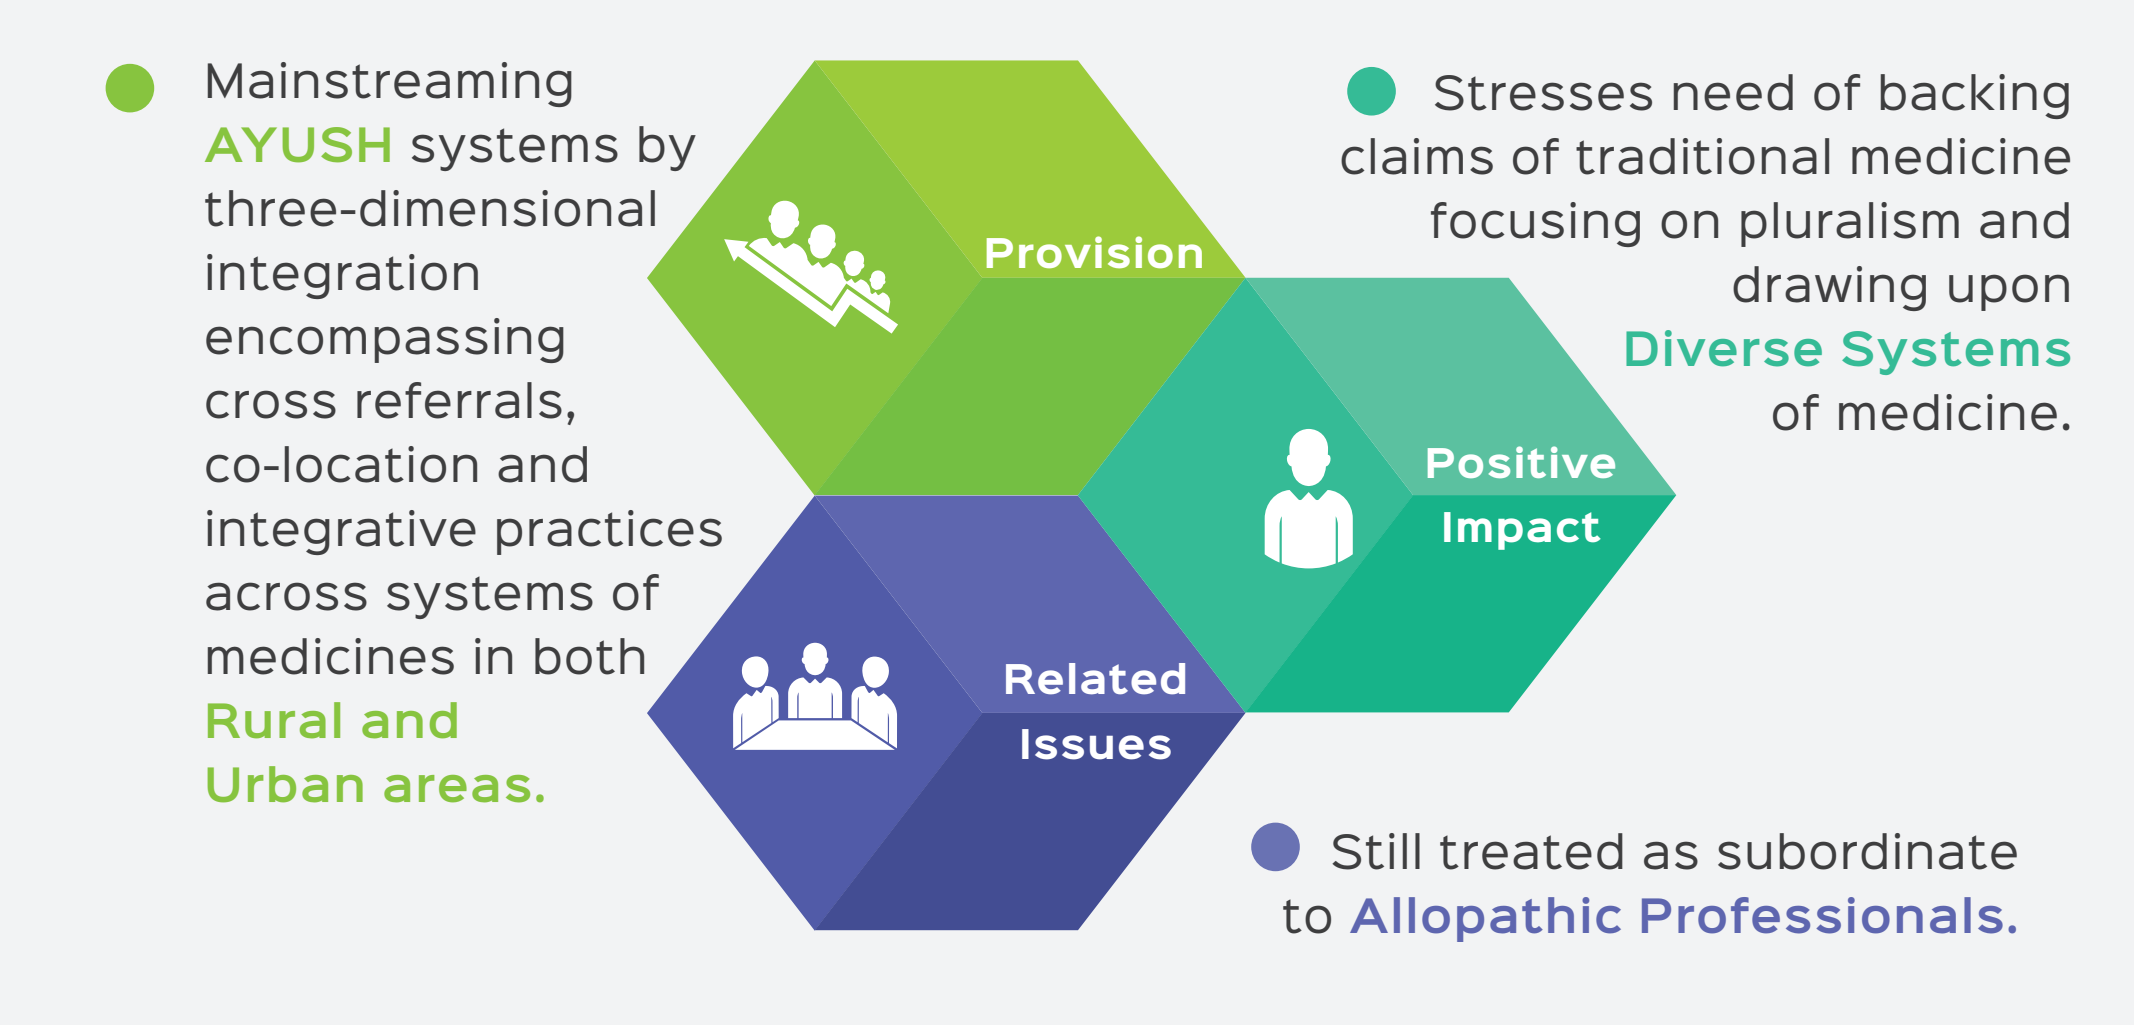 Mainstreaming
AYUSH systems by
three-dimensional
integration
encompassing
cross referrals,
co-location and
integrative practices
across systems of
medicines in both
Rural and
Urban areas.
Provision
Stresses need of backing
claims of traditional medicine
focusing on pluralism and
drawing upon
Diverse Systems
of medicine.
Positive
Impact
Related
Issues
Still treated as subordinate
to Allopathic Professionals.